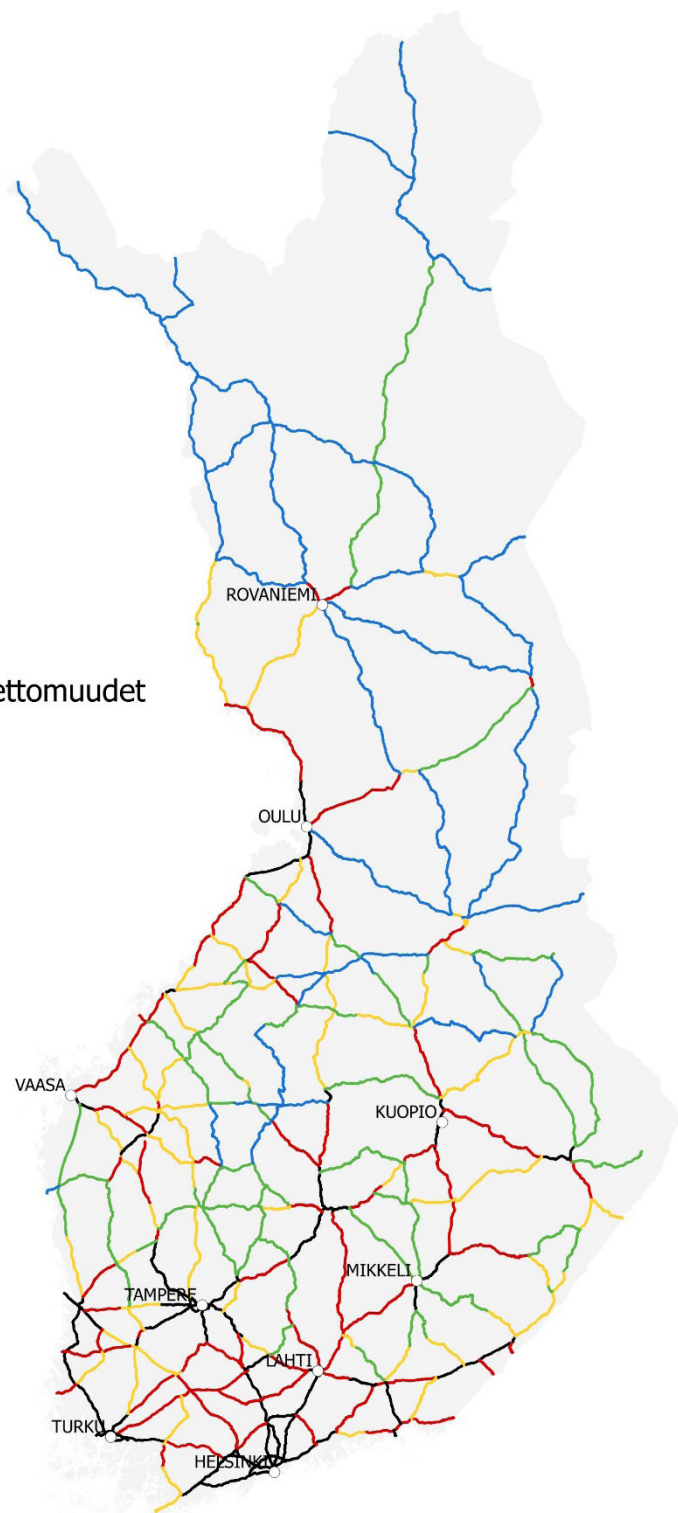 ROVANIEMI
ettomuudet
OULU
VAASA
KUOPIO
MIKKELI
TAMPERE
LAHTI
TURKU
HELSINKI